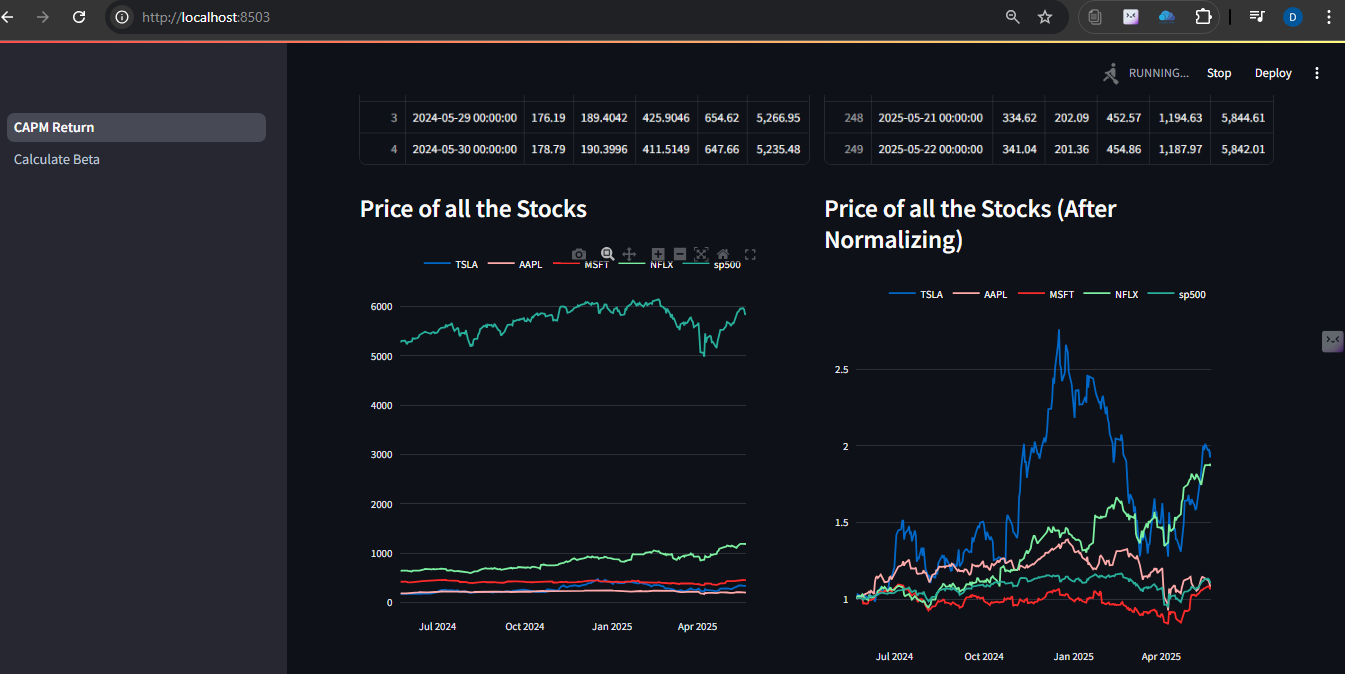 http://localhost:8503
D
RUNNING...
Stop
Deploy
CAPM Return
Calculate Beta
3 2024-05-29 00:00:00 176.19 189.4042 425.9046 654.62 5,266.95
4 2024-05-30 00:00:00 178.79 190.3996 411.5149 647.66 5,235.48
248 2025-05-21 00:00:00 334.62 202.09 452.57 1,194.63 5,844.61
249 2025-05-22 00:00:00 341.04 201.36 454.86 1,187.97 5,842.01
Price of all the Stocks
TSLA AAPL MSFT NFLX sp500
6000
5000
4000
3000
2000
1000
0
Jul 2024 Oct 2024 Jan 2025 Apr 2025
Price of all the Stocks (After
Normalizing)
TSLA AAPL MSFT NFLX sp500
2.5
2
1.5
1
Jul 2024 Oct 2024 Jan 2025 Apr 2025